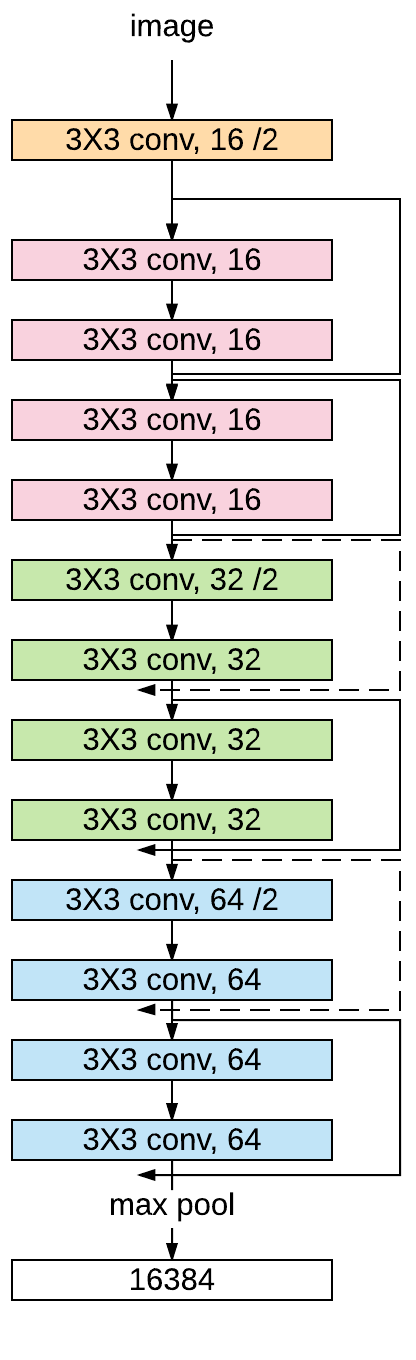 image
3X3 conv, 16 /2
3X3 conv, 16
3X3 conv, 16
3X3 conv, 16
3X3 conv, 16
3X3 conv, 32 /2
3X3 conv, 32
3X3 conv, 32
3X3 conv, 32
3X3 conv, 64 /2
3X3 conv, 64
3X3 conv, 64
3X3 conv, 64
max pool
16384